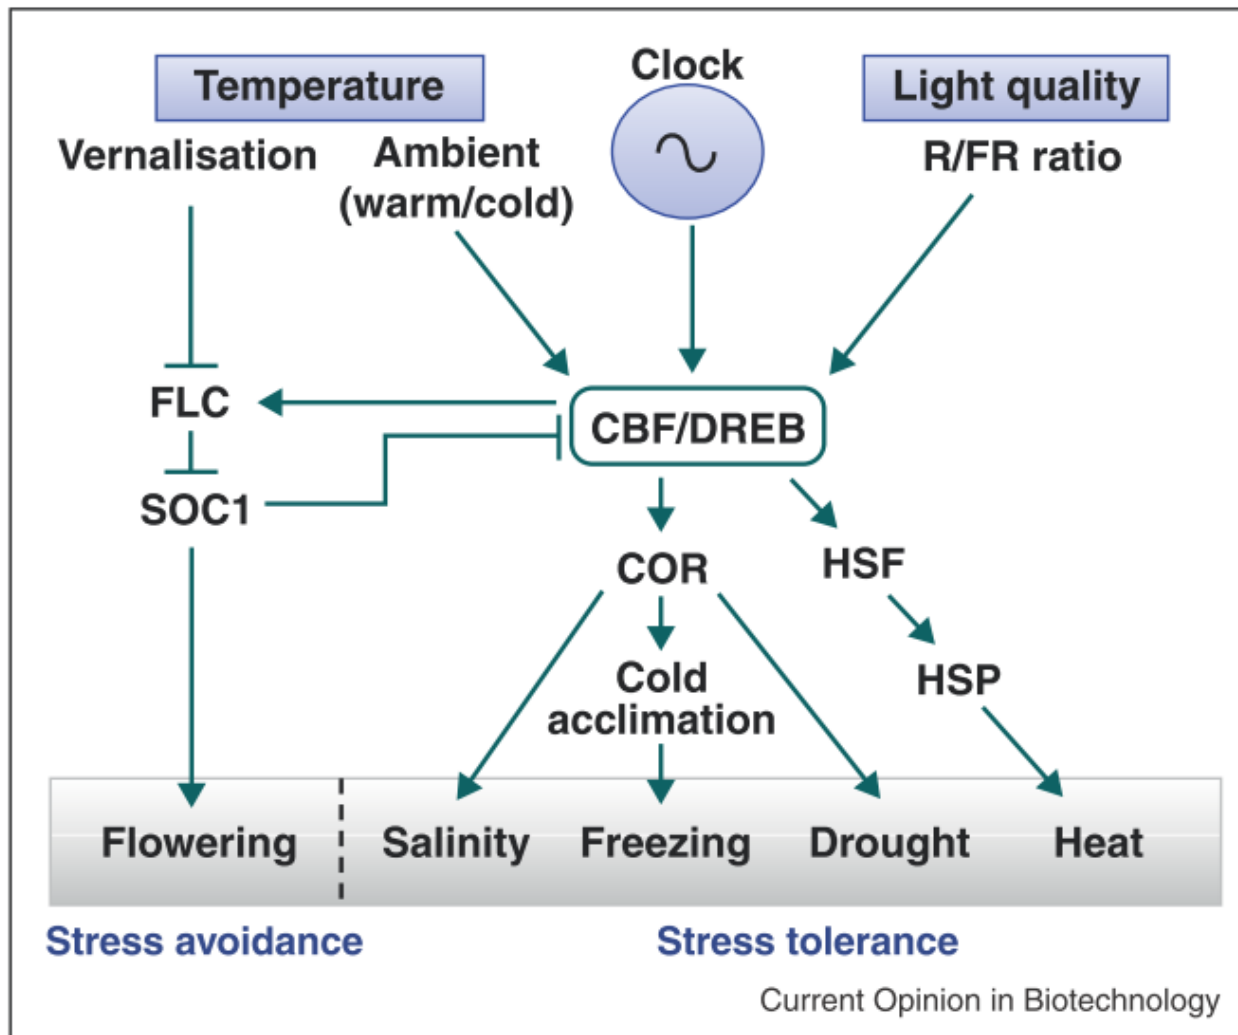 Temperature
Clock
Light quality
Vernalisation
Ambient
(warm/cold)
R/FR ratio
FLC
CBF/DREB
SOC1
COR
HSF
Cold
acclimation
HSP
Flowering
Salinity
Freezing
Drought
Heat
Stress avoidance
Stress tolerance
Current Opinion in Biotechnology